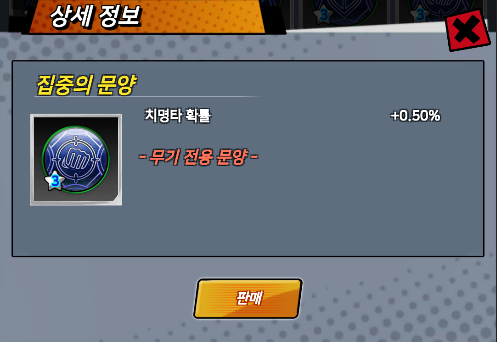 상세 정보
집중의 문양
치명타 확률 +0.50%
- 무기 전용 문양 -
3
판매